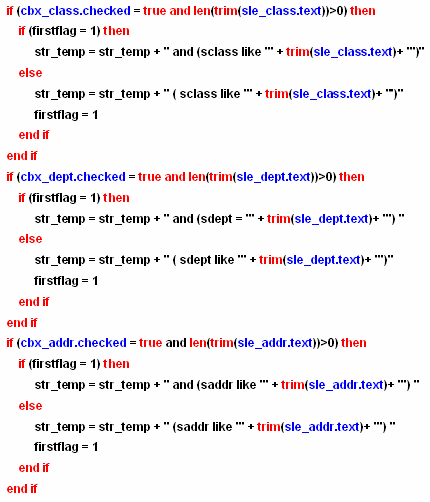 if (cbx_class.checked = true and len(trim(sle_class.text))>0) then
if (firstflag = 1) then
str_temp = str_temp + " and (sclass like '" + trim(sle_class.text)+ "')"
else
str_temp = str_temp + " ( sclass like '" + trim(sle_class.text)+ "')"
firstflag = 1
end if
end if
if (cbx_dept.checked = true and len(trim(sle_dept.text))>0) then
if (firstflag = 1) then
str_temp = str_temp + " and (sdept = '" + trim(sle_dept.text)+ "') "
else
str_temp = str_temp + " ( sdept like '" + trim(sle_dept.text)+ "')"
firstflag = 1
end if
end if
if (cbx_addr.checked = true and len(trim(sle_addr.text))>0) then
if (firstflag = 1) then
str_temp = str_temp + " and (saddr like '" + trim(sle_addr.text)+ "') "
else
str_temp = str_temp + " (saddr like '" + trim(sle_addr.text)+ "') "
firstflag = 1
end if
end if